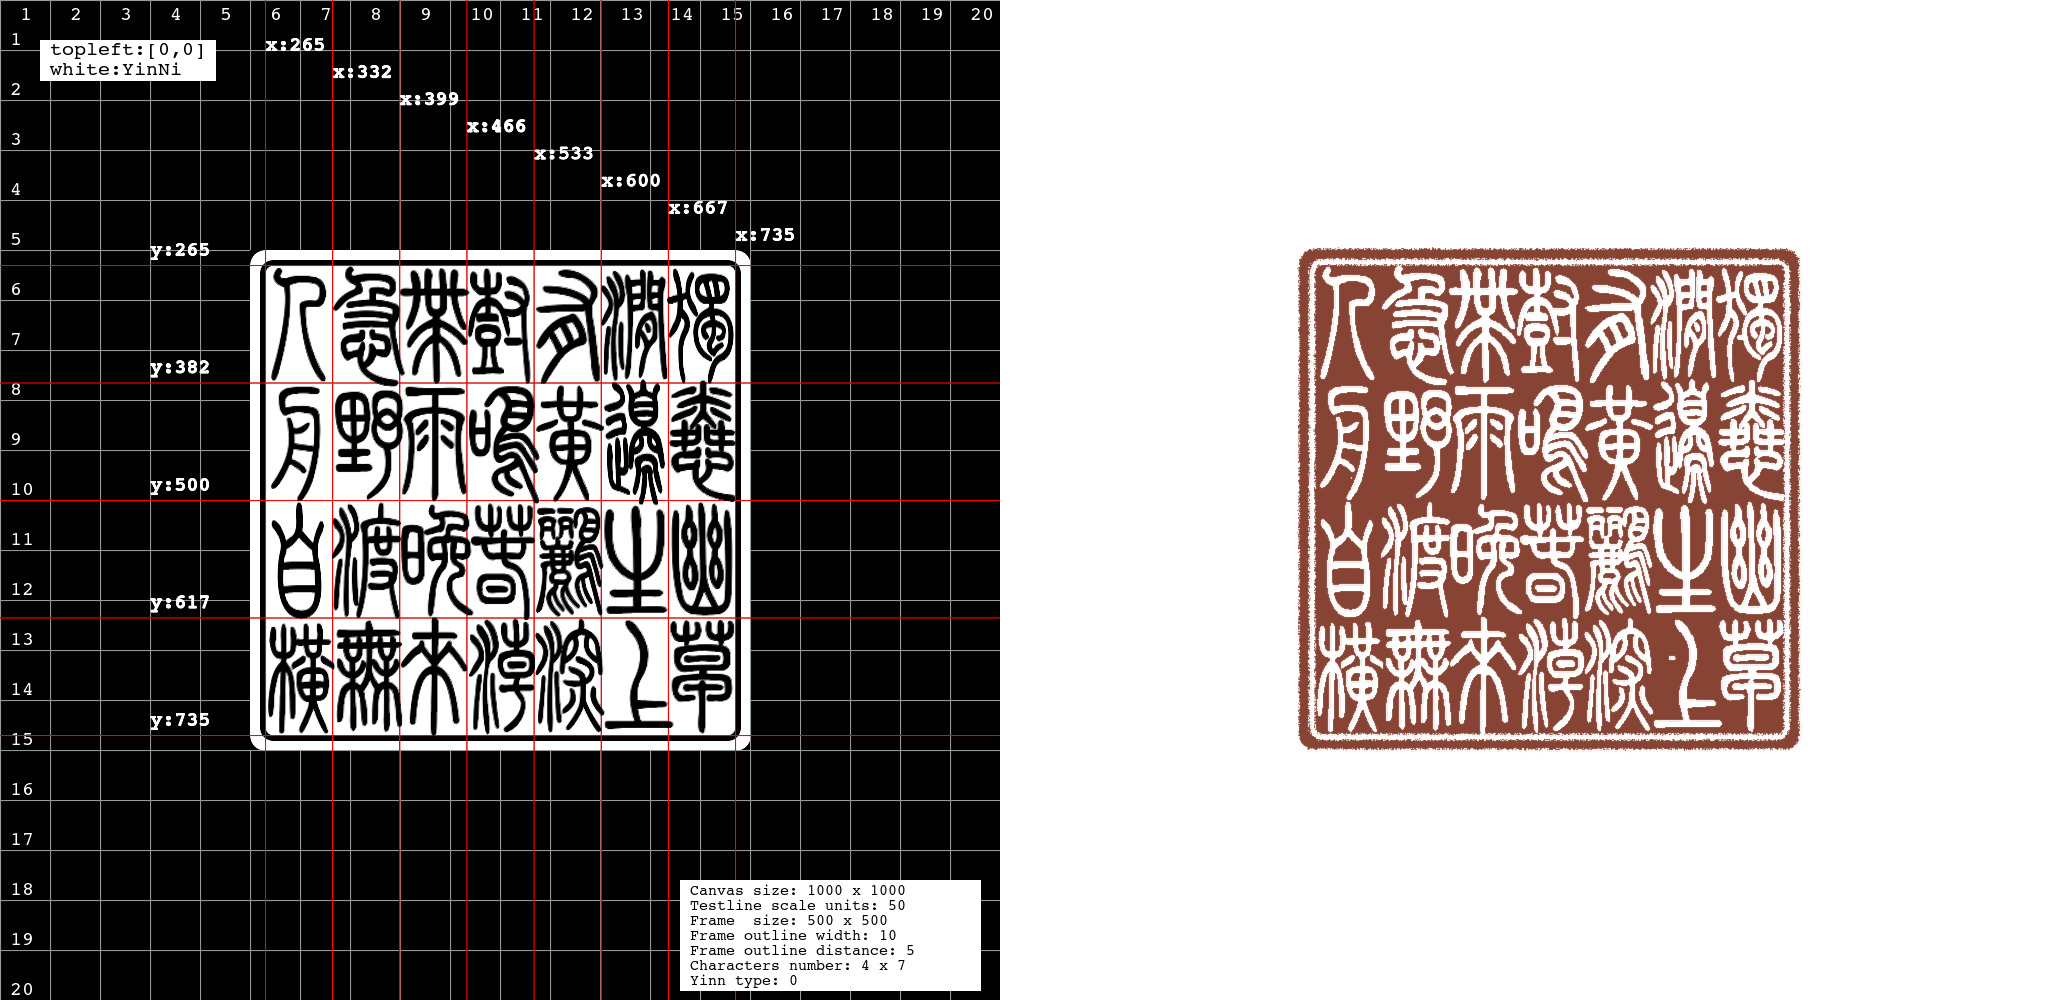 1 2 3 4 5 6 7 8 9 10 11 12 13 14 15 16 17 18 19 20
1
2
3
4
5
6
7
8
9
10
11
12
13
14
15
16
17
18
19
20
topleft:[0,0]
white:YinNi
x:265
x:332
x:399
x:466
x:533
x:600
x:667
x:735
y:265
y:382
y:500
y:617
y:735
獨憐幽草
澗邊生上
有黃鸝深
樹鳴春潮
帶雨晚來
急野渡無
人舟自橫
Canvas size: 1000 x 1000
Testline scale units: 50
Frame  size: 500 x 500
Frame outline width: 10
Frame outline distance: 5
Characters number: 4 x 7
Yinn type: 0
獨憐幽草
澗邊生上
有黃鸝深
樹鳴春潮
帶雨晚來
急野渡無
人舟自橫